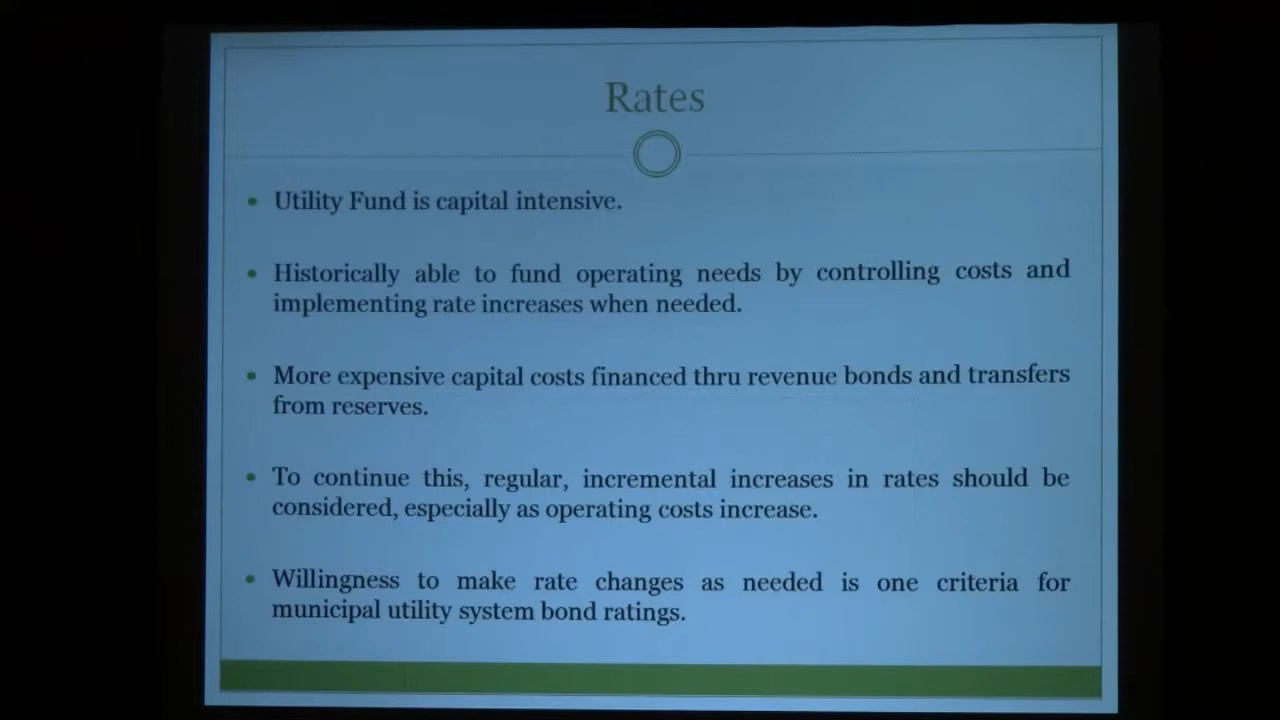 Rates
• Utility Fund is capital intensive.
• Historically able to fund operating needs by controlling costs and
implementing rate increases when needed.
• More expensive capital costs financed thru revenue bonds and transfers
from reserves.
• To continue this, regular, incremental increases in rates should be
considered, especially as operating costs increase.
• Willingness to make rate changes as needed is one criteria for
municipal utility system bond ratings.